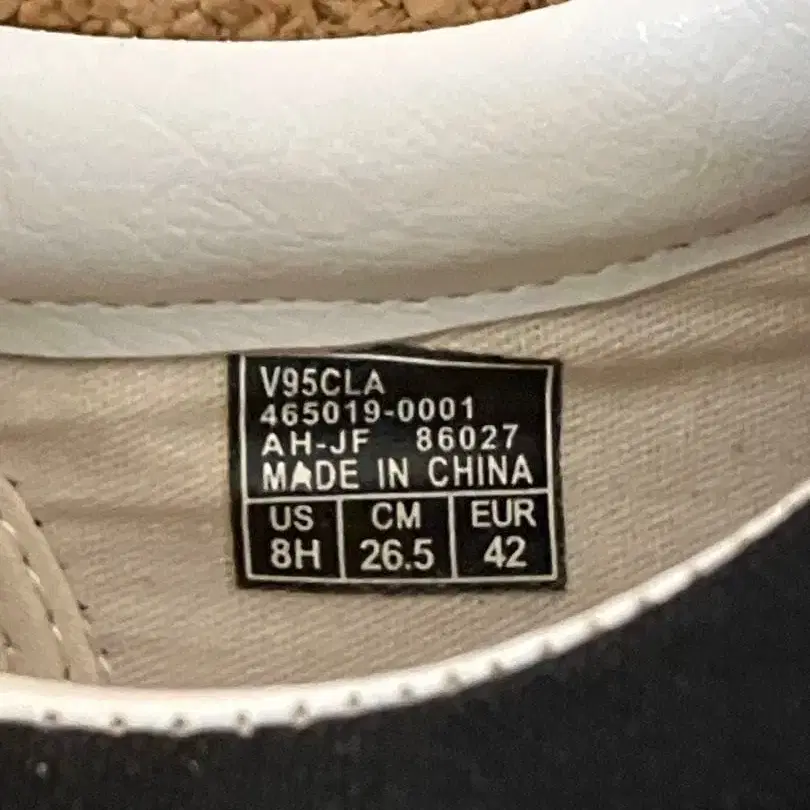 V95CLA
465019-0001
AH-JF 86027
MADE IN CHINA
US CM EUR
8H 26.5 42